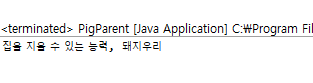 <terminated> PigParent [Java Application] C:￦Program Fil
집을 지을 수 있는 능력, 돼지우리